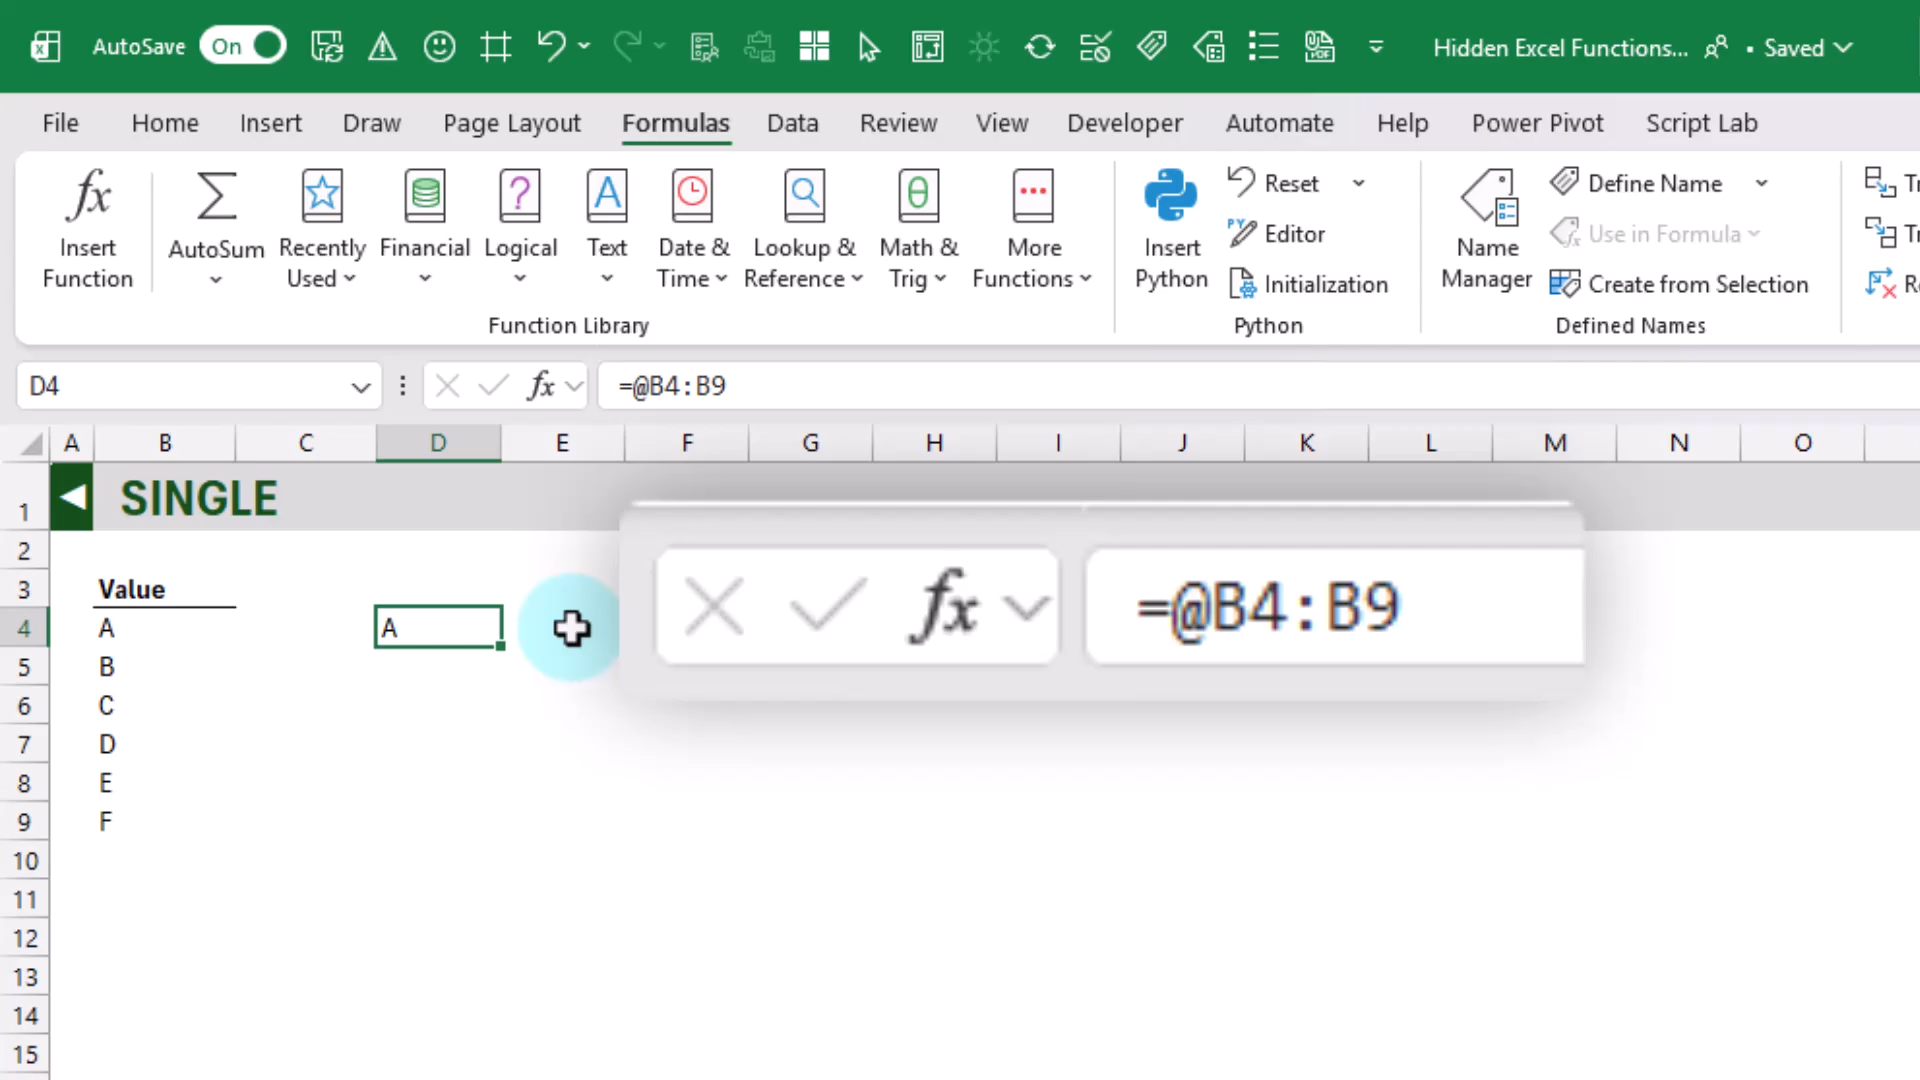 AutoSave On Hidden Excel Functions... • Saved
File Home Insert Draw Page Layout Formulas Data Review View Developer Automate Help Power Pivot Script Lab
Insert Function
AutoSum
Recently Used
Financial
Logical
Text
Date & Time
Lookup & Reference
Math & Trig
More Functions
Function Library
Insert Python
Reset
Editor
Initialization
Python
Name Manager
Define Name
Use in Formula
Create from Selection
Defined Names
D4 fx =@B4:B9
A B C D E F G H I J K L M N O
1 SINGLE
2
3 Value
4 A A
fx =@B4:B9
5 B
6 C
7 D
8 E
9 F
10
11
12
13
14
15